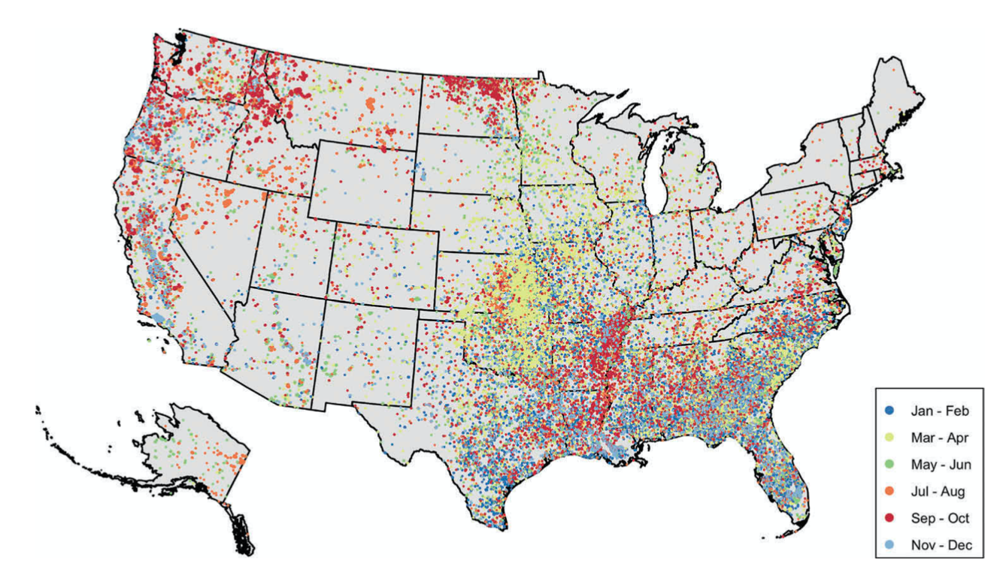 Jan - Feb
Mar - Apr
May - Jun
Jul - Aug
Sep - Oct
Nov - Dec